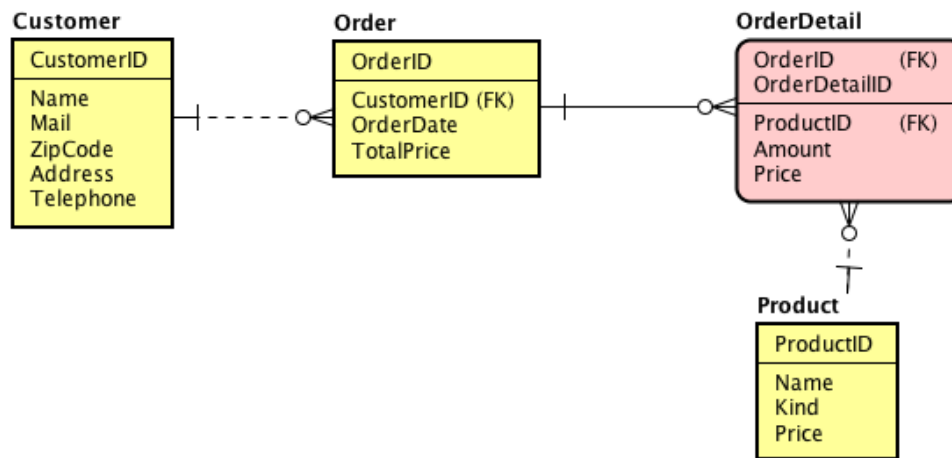 Customer
CustomerID
Name
Mail
ZipCode
Address
Telephone
Order
OrderID
CustomerID (FK)
OrderDate
TotalPrice
OrderDetail
OrderID (FK)
OrderDetailID
ProductID (FK)
Amount
Price
Product
ProductID
Name
Kind
Price